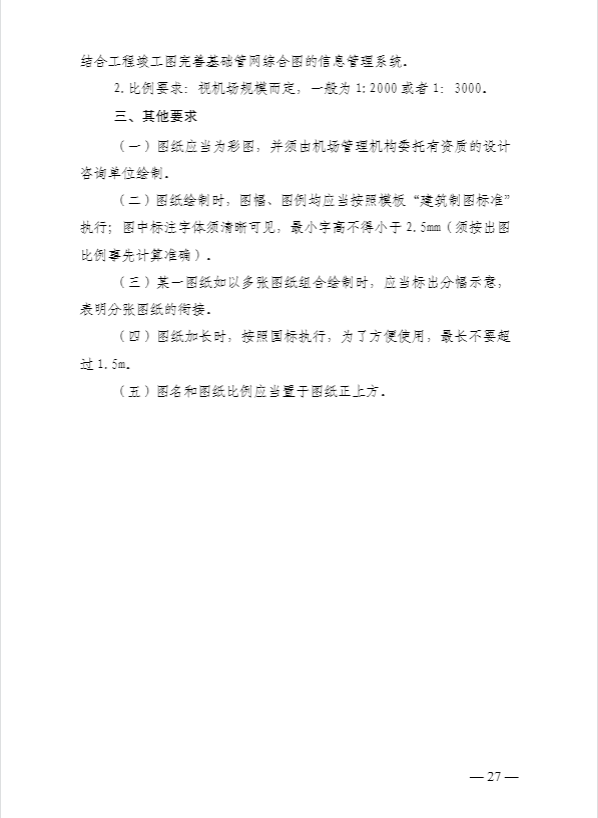 结合工程竣工图完善基础管网综合图的信息管理系统。
2.比例要求：视机场规模而定，一般为1:2000或者1：3000。
三、其他要求
（一）图纸应当为彩图，并须由机场管理机构委托有资质的设计
咨询单位绘制。
（二）图纸绘制时，图幅、图例均应当按照模板“建筑制图标准”
执行；图中标注字体须清晰可见，最小字高不得小于2.5mm（须按出图
比例事先计算准确）。
（三）某一图纸如以多张图纸组合绘制时，应当标出分幅示意，
表明分张图纸的衔接。
（四）图纸加长时，按照国标执行，为了方便使用，最长不要超
过1.5m。
（五）图名和图纸比例应当置于图纸正上方。
— 27 —